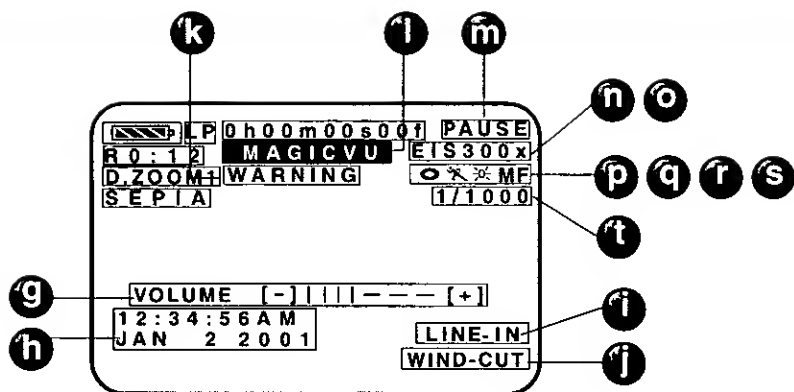 k l m
n o
LP 0h00m00s00f PAUSE
R0:12 MAGICVU EIS300x
D.ZOOM WARNING MF
p q r s
SEPIA 1/1000
t
g VOLUME [-] [+]
12:34:56AM
h JAN 2 2001 LINE-IN i
WIND-CUT j